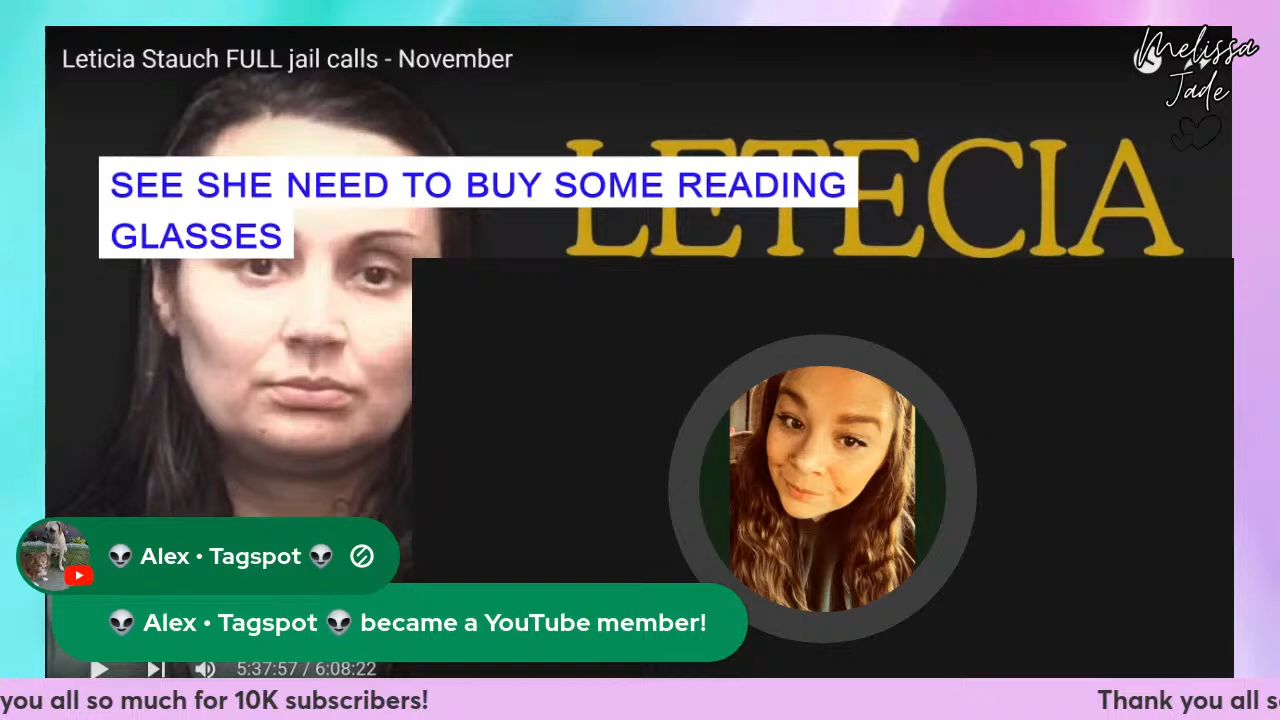 Leticia Stauch FULL jail calls - November
Melissa
Jade
LETECIA
SEE SHE NEED TO BUY SOME READING
GLASSES
👽 Alex • Tagspot 👽
👽 Alex • Tagspot 👽 became a YouTube member!
5:37:57 / 6:08:22
you all so much for 10K subscribers!
Thank you all s